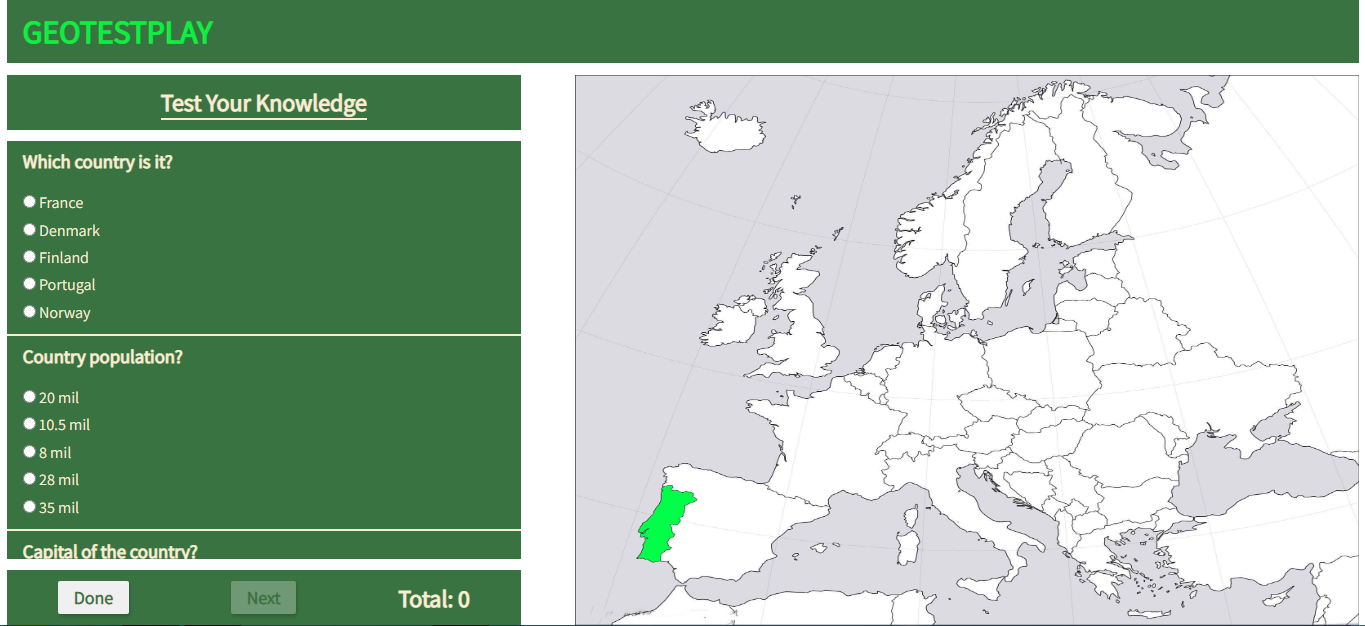 GEOTESTPLAY
Test Your Knowledge
Which country is it?
France
Denmark
Finland
Portugal
Norway
Country population?
20 mil
10.5 mil
8 mil
28 mil
35 mil
Capital of the country?
Done
Next
Total: 0